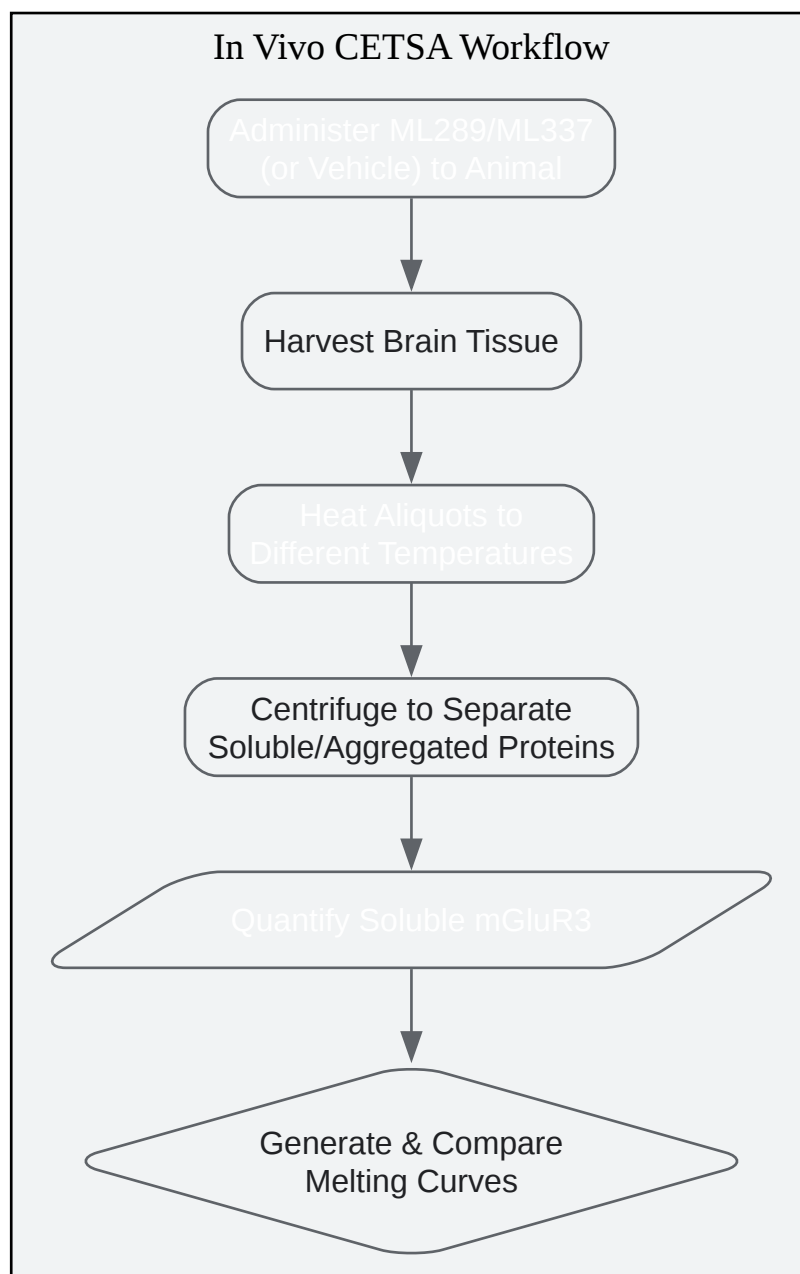 In Vivo CETSA Workflow
Administer ML289/ML337
(or Vehicle) to Animal
Harvest Brain Tissue
Heat Aliquots to
Different Temperatures
Centrifuge to Separate
Soluble/Aggregated Proteins
Quantify Soluble mGluR3
Generate & Compare
Melting Curves